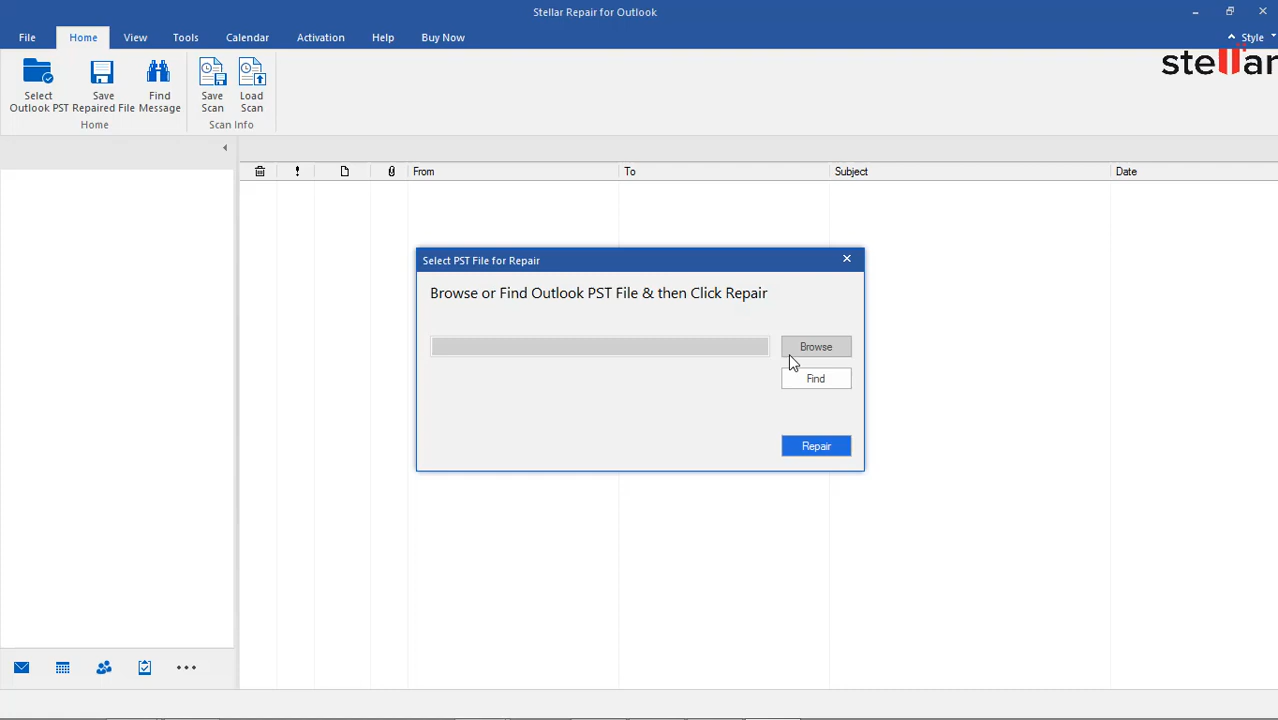 Stellar Repair for Outlook
File Home View Tools Calendar Activation Help Buy Now Style
stellar
Select Outlook PST
Save Repaired File
Find Message
Save Scan
Load Scan
Home
Scan Info
From To Subject Date
Select PST File for Repair
Browse or Find Outlook PST File & then Click Repair
Browse
Find
Repair